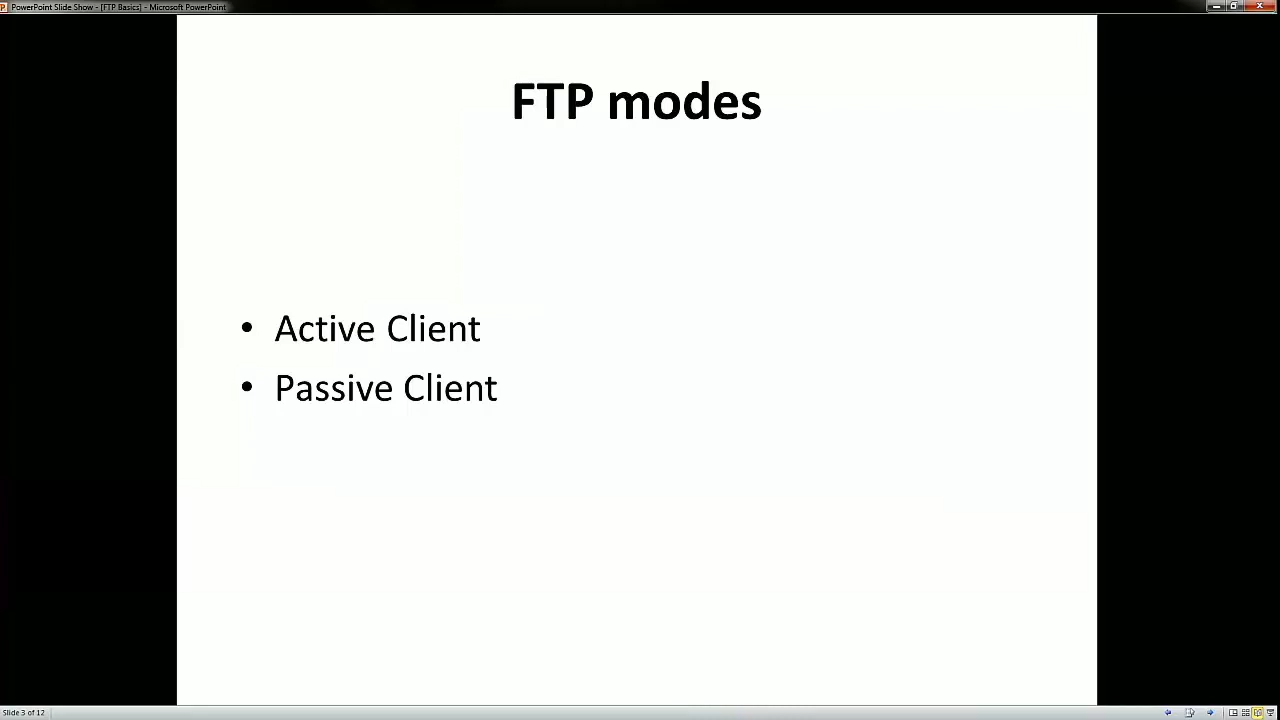 PowerPoint Slide Show - [FTP Basics] - Microsoft PowerPoint
FTP modes
• Active Client
• Passive Client
Slide 3 of 12